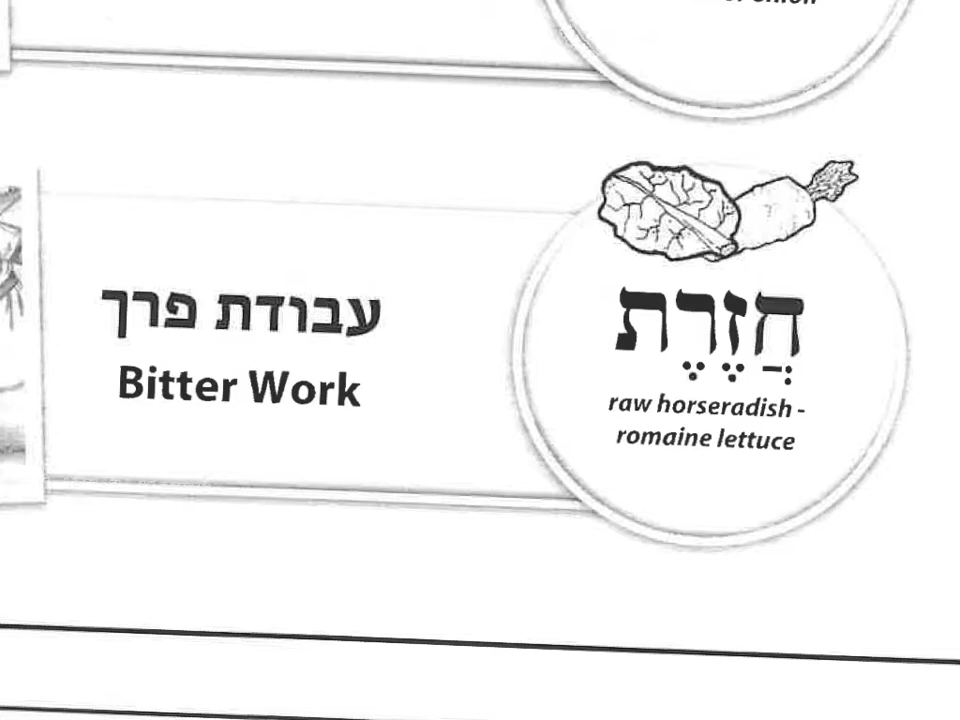 עבודת פרך
Bitter Work
חֲזֶרֶת
raw horseradish -
romaine lettuce